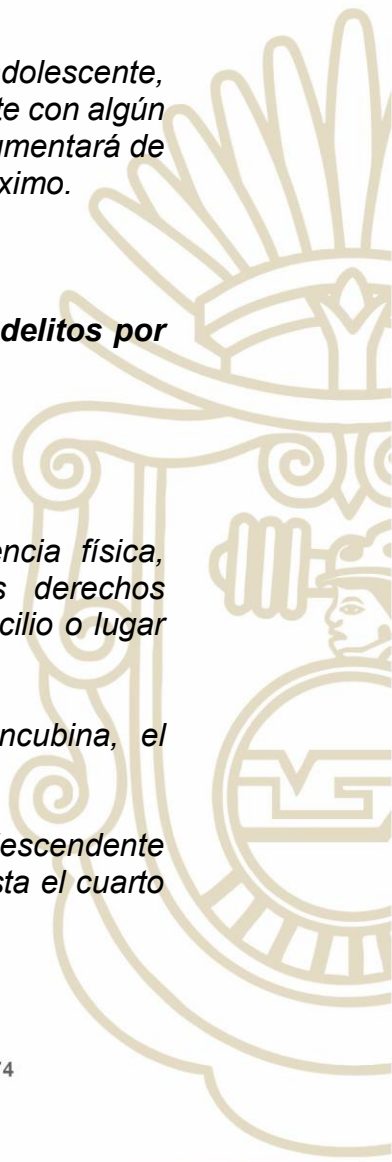 adolescente,
te con algún
umentará de
ximo.
delitos por
encia física,
s derechos
cilio o lugar
ncubina, el
escendente
sta el cuarto
74